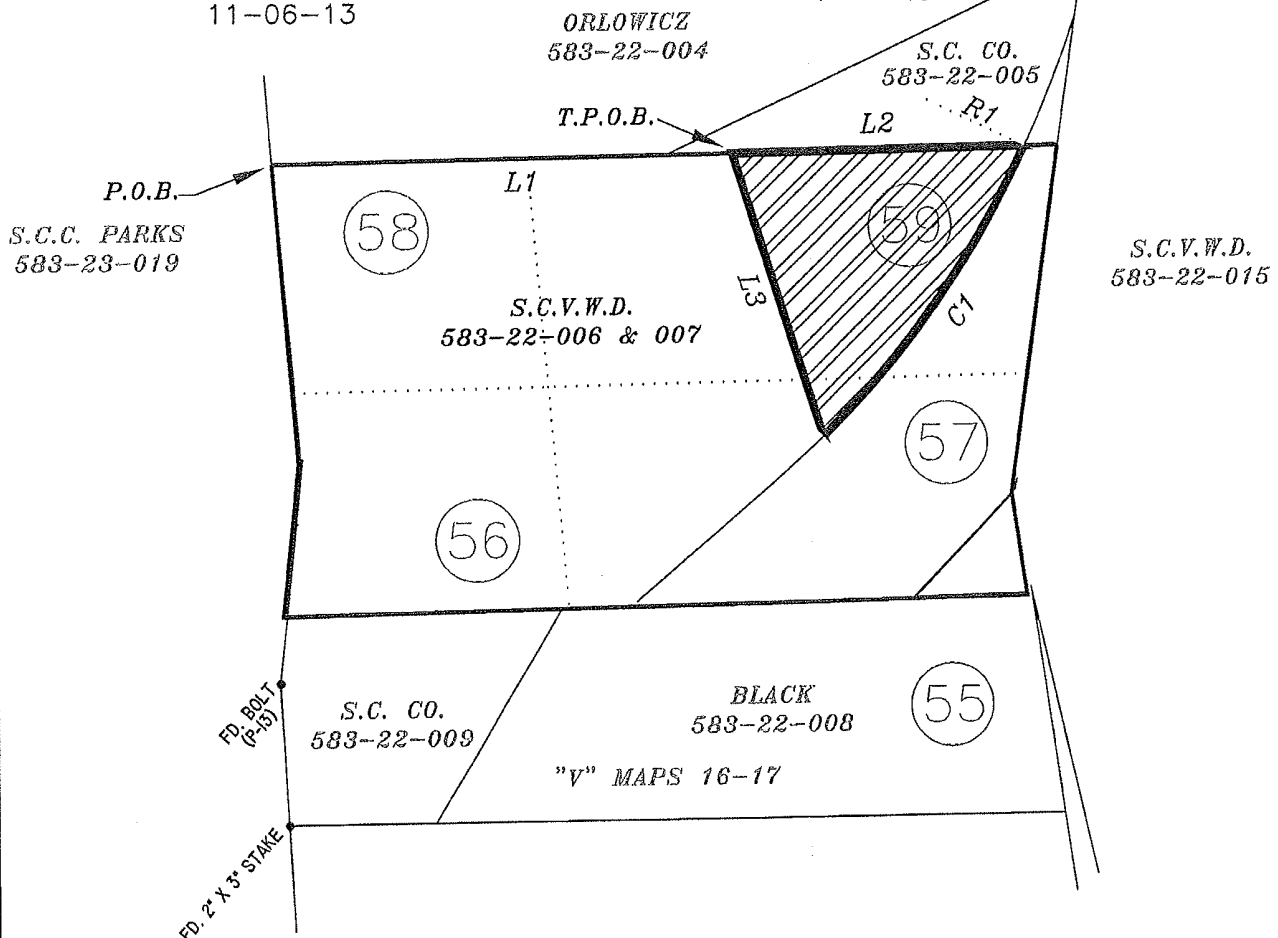 11-06-13
ORLOWICZ
583-22-004
S.C. CO.
583-22-005
R1
T.P.O.B.
L2
P.O.B.
L1
58
59
S.C.C. PARKS
583-23-019
S.C.V.W.D.
583-22-015
L3
C1
S.C.V.W.D.
583-22-006 & 007
57
56
FD. BOLT
(P-13)
S.C. CO.
583-22-009
BLACK
583-22-008
55
"V" MAPS 16-17
FD. 2" X 3" STAKE